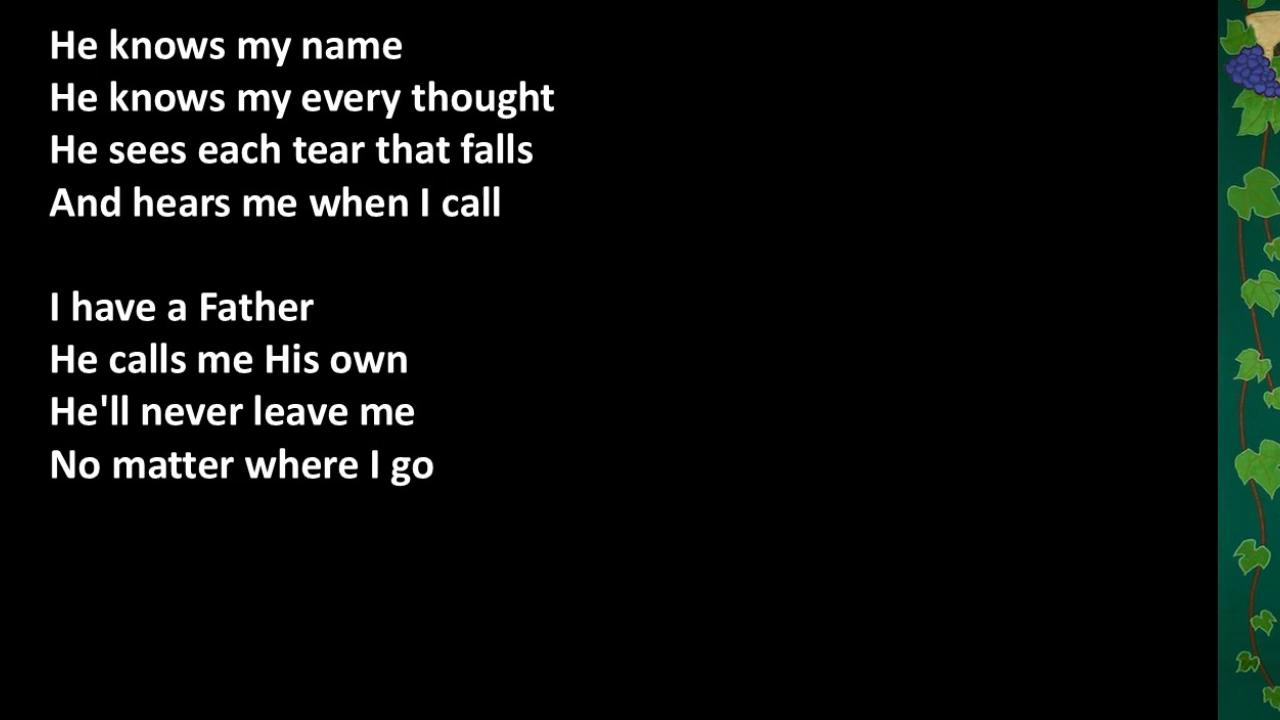 He knows my name
He knows my every thought
He sees each tear that falls
And hears me when I call
I have a Father
He calls me His own
He'll never leave me
No matter where I go